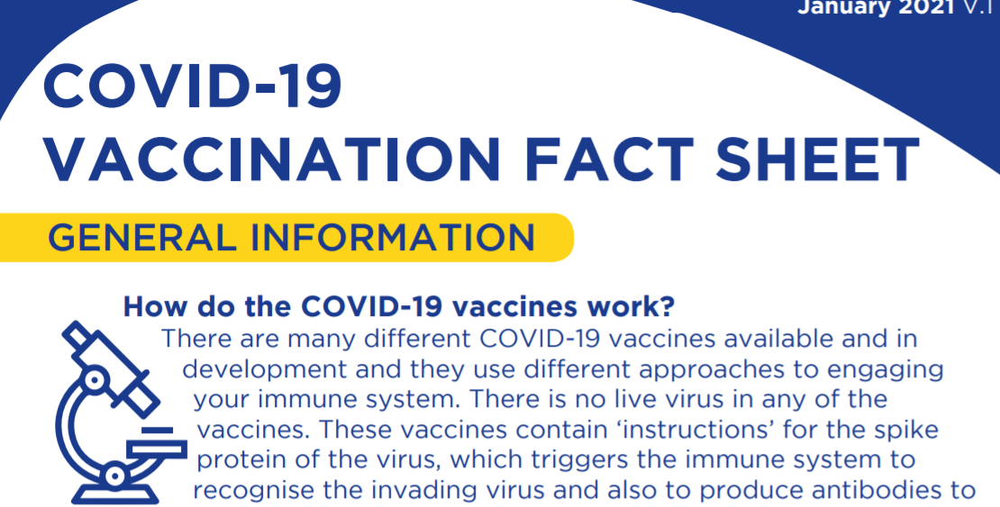 January 2021 V.1
COVID-19
VACCINATION FACT SHEET
GENERAL INFORMATION
How do the COVID-19 vaccines work?
There are many different COVID-19 vaccines available and in
development and they use different approaches to engaging
your immune system. There is no live virus in any of the
vaccines. These vaccines contain ‘instructions’ for the spike
protein of the virus, which triggers the immune system to
recognise the invading virus and also to produce antibodies to